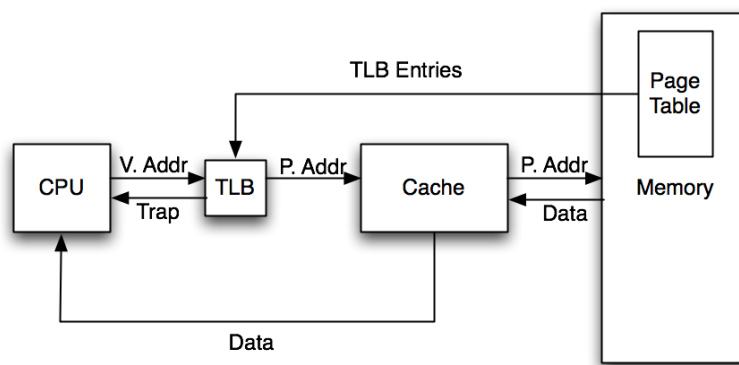 TLB Entries
Page
Table
V. Addr
P. Addr
P. Addr
CPU
TLB
Cache
Memory
Trap
Data
Data